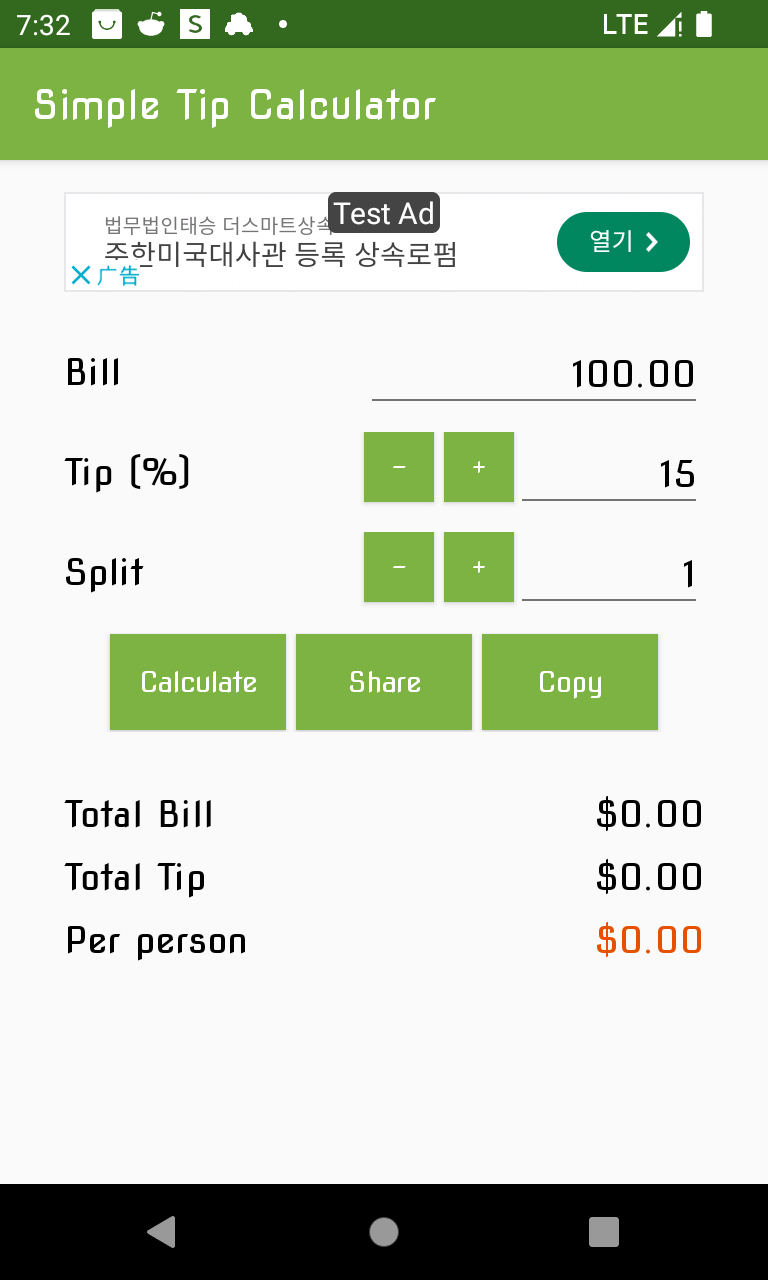 7:32
S
LTE
Simple Tip Calculator
Test Ad
법무법인태승 더스마트상속
주한미국대사관 등록 상속로펌
열기
广告
Bill
100.00
Tip (%)
−
+
15
Split
−
+
1
Calculate
Share
Copy
Total Bill
$0.00
Total Tip
$0.00
Per person
$0.00